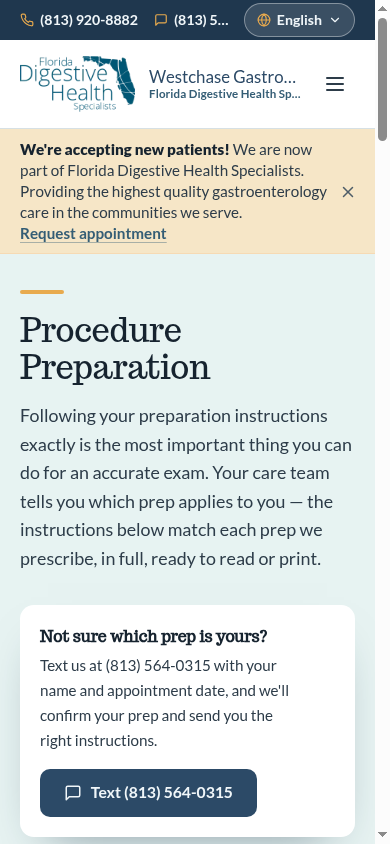 (813) 920-8882 (813) 5... English
Florida
Digestive
Health
Specialists
Westchase Gastro...
Florida Digestive Health Sp...
We're accepting new patients! We are now
part of Florida Digestive Health Specialists.
Providing the highest quality gastroenterology
care in the communities we serve.
Request appointment
Procedure
Preparation
Following your preparation instructions
exactly is the most important thing you can
do for an accurate exam. Your care team
tells you which prep applies to you — the
instructions below match each prep we
prescribe, in full, ready to read or print.
Not sure which prep is yours?
Text us at (813) 564-0315 with your
name and appointment date, and we'll
confirm your prep and send you the
right instructions.
Text (813) 564-0315